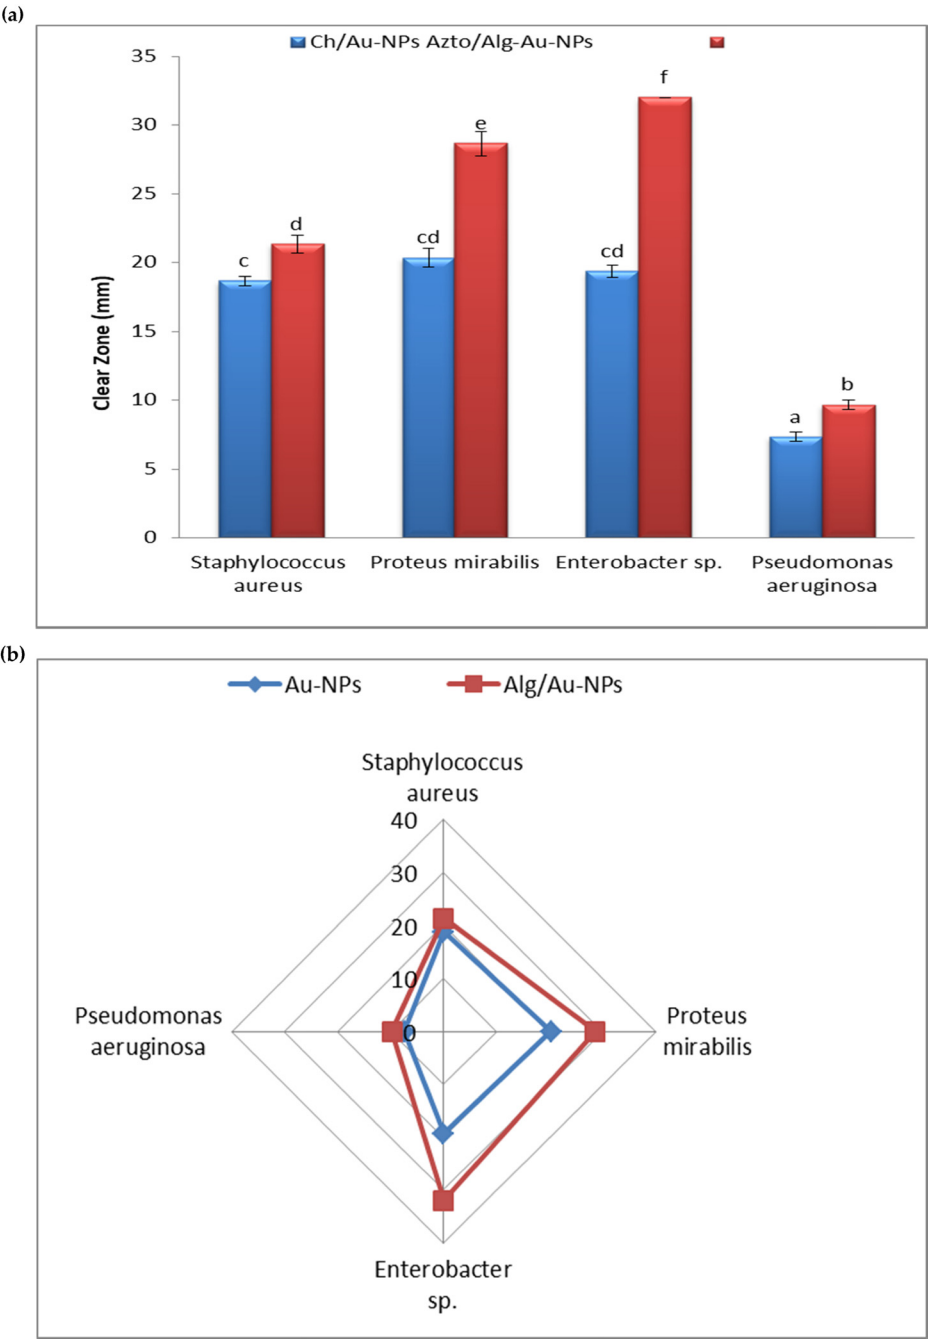 (a)
Ch/Au-NPs Azto/Alg-Au-NPs
35
30
25
20
15
10
5
0
Clear Zone (mm)
c
d
cd
e
cd
f
a
b
Staphylococcus
aureus
Proteus mirabilis
Enterobacter sp.
Pseudomonas
aeruginosa
(b)
Au-NPs
Alg/Au-NPs
Staphylococcus
aureus
40
30
20
10
0
Pseudomonas
aeruginosa
Proteus
mirabilis
Enterobacter
sp.